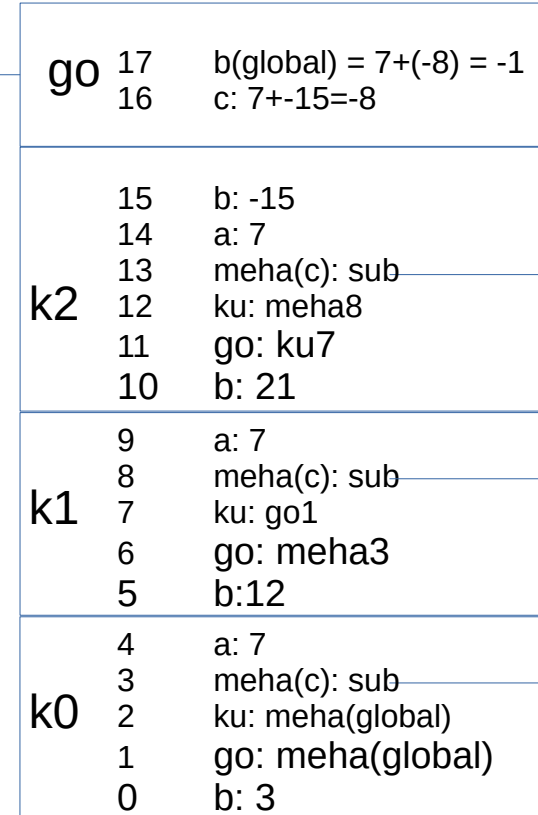 go 17 b(global) = 7+(-8) = -1
16 c: 7+-15=-8
15 b: -15
14 a: 7
13 meha(c): sub
k2 12 ku: meha8
11 go: ku7
10 b: 21
9 a: 7
8 meha(c): sub
k1 7 ku: go1
6 go: meha3
5 b:12
4 a: 7
3 meha(c): sub
k0 2 ku: meha(global)
1 go: meha(global)
0 b: 3